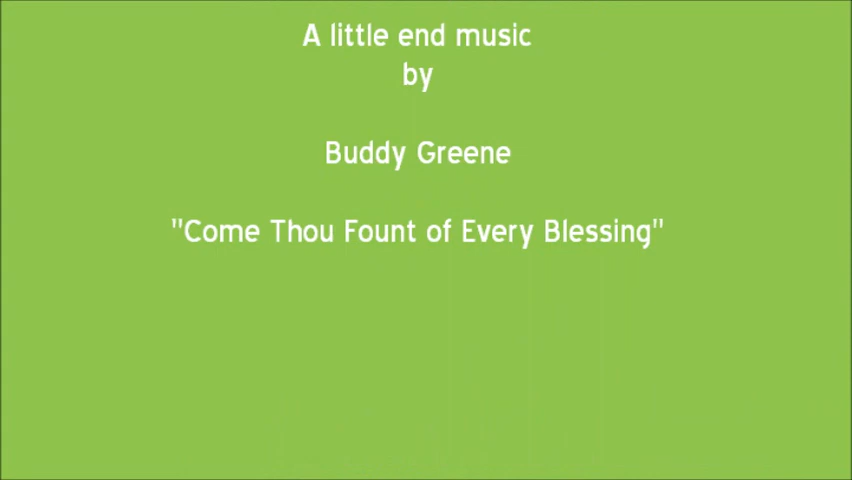 A little end music
by
Buddy Greene
"Come Thou Fount of Every Blessing"